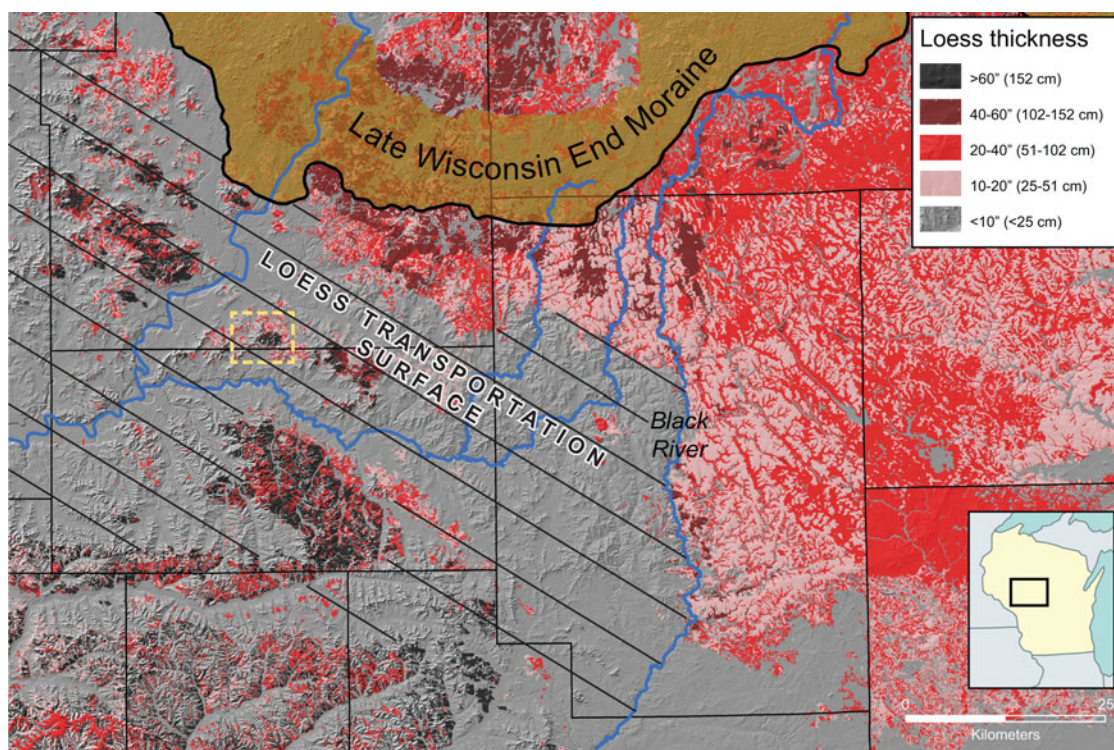 Late Wisconsin End Moraine
LOESS TRANSPORTATION
SURFACE
Black
River
Loess thickness
>60” (152 cm)
40-60” (102-152 cm)
20-40” (51-102 cm)
10-20” (25-51 cm)
<10” (<25 cm)
0
25
Kilometers